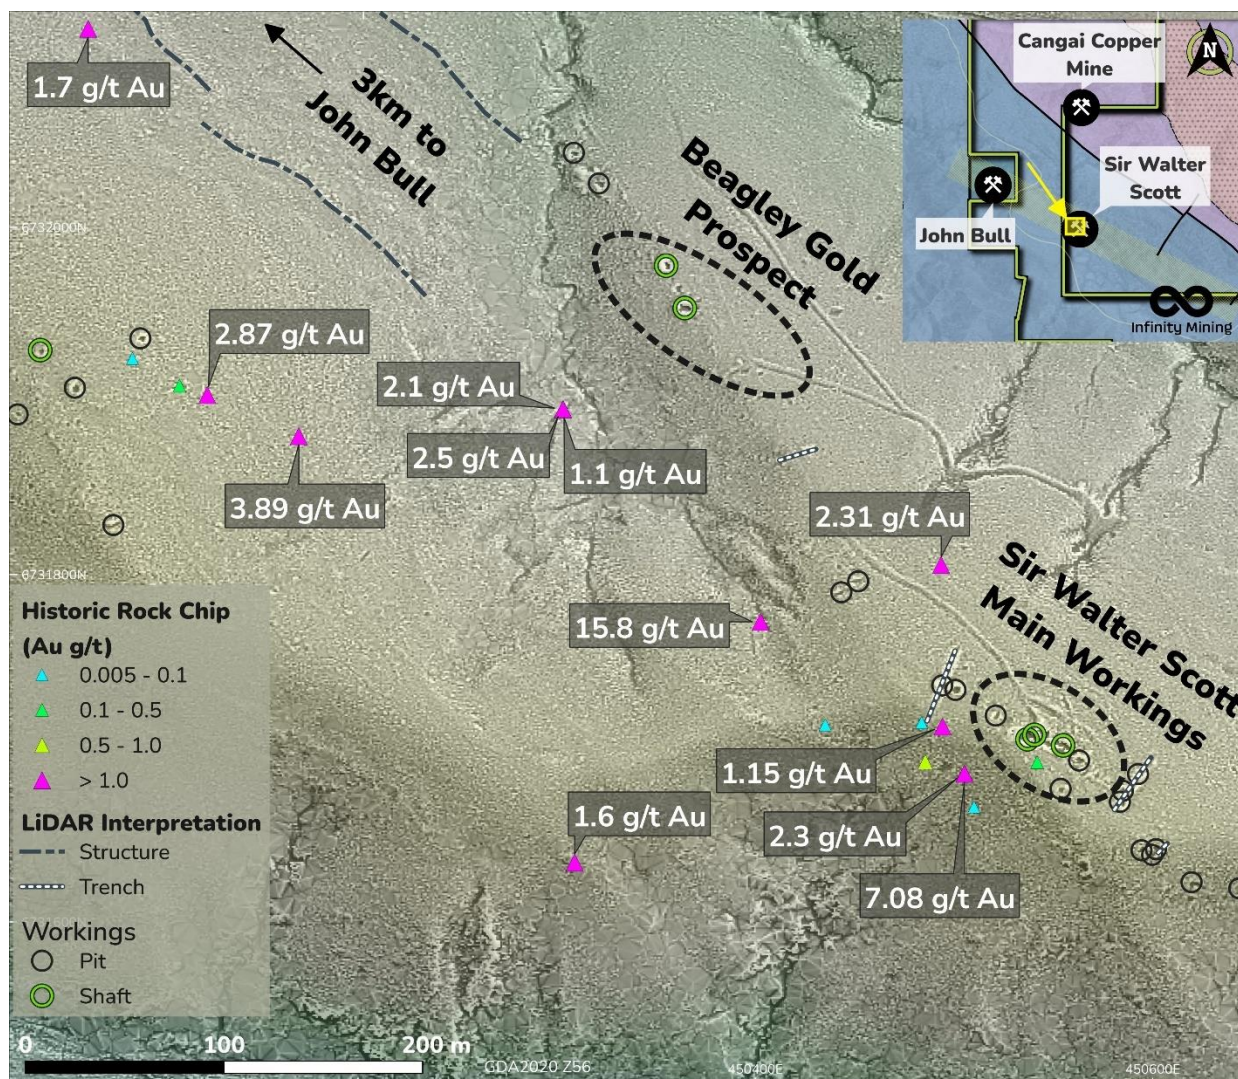 1.7 g/t Au
3km to
John Bull
Beagley Gold
Prospect
Cangai Copper
Mine
N
Sir Walter
Scott
John Bull
Infinity Mining
6732000N
2.87 g/t Au
2.1 g/t Au
2.5 g/t Au
1.1 g/t Au
3.89 g/t Au
2.31 g/t Au
6731800N
15.8 g/t Au
Sir Walter Scott
Main Workings
1.15 g/t Au
2.3 g/t Au
1.6 g/t Au
7.08 g/t Au
Historic Rock Chip
(Au g/t)
0.005 - 0.1
0.1 - 0.5
0.5 - 1.0
> 1.0
LiDAR Interpretation
Structure
Trench
Workings
Pit
Shaft
0 100 200 m
GDA2020 Z56
450400E
450600E